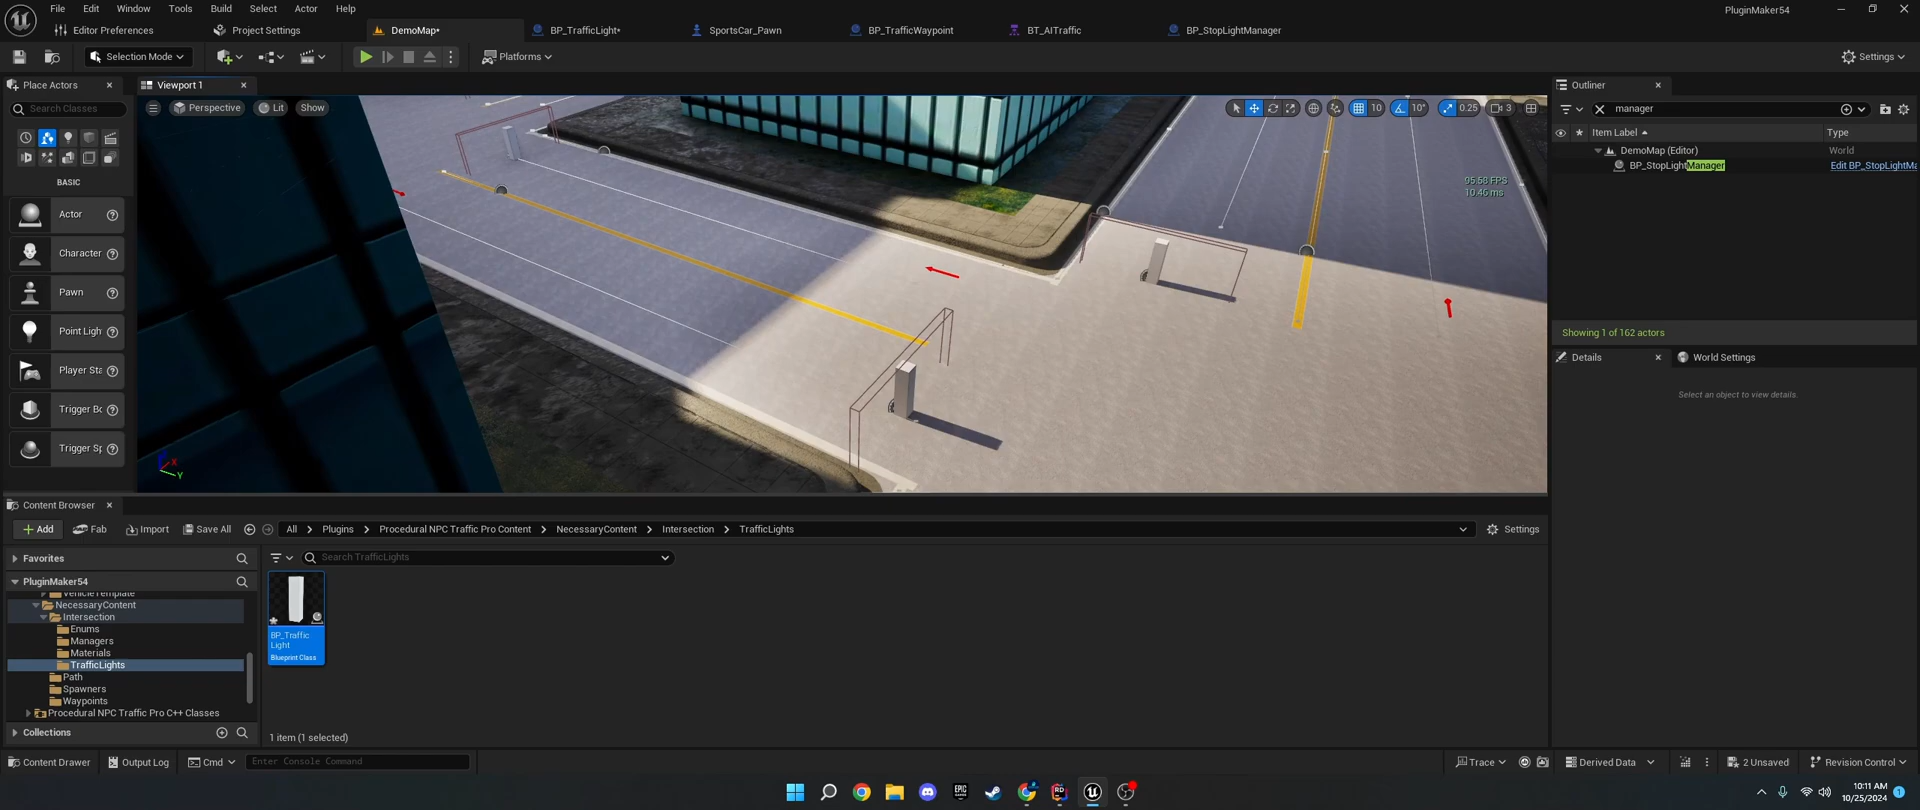 File Edit Window Tools Build Select Actor Help
PluginMaker54
Editor Preferences Project Settings DemoMap* BP_TrafficLight* SportsCar_Pawn BP_TrafficWaypoint BT_AITraffic BP_StopLightManager
Selection Mode Platforms Settings
Place Actors
Search Classes
BASIC
Actor
Character
Pawn
Point Ligh
Player Sta
Trigger Bo
Trigger Sp
Viewport 1
Perspective Lit Show
10 10° 0.25 3
95.58 FPS
10.46 ms
X
Y
Outliner
manager
Item Label Type
DemoMap (Editor) World
BP_StopLightManager Edit BP_StopLightMa
Showing 1 of 162 actors
Details World Settings
Select an object to view details.
Content Browser
Add Fab Import Save All All Plugins Procedural NPC Traffic Pro Content NecessaryContent Intersection TrafficLights Settings
Favorites
PluginMaker54
VehicleTemplate
NecessaryContent
Intersection
Enums
Managers
Materials
TrafficLights
Path
Spawners
Waypoints
Procedural NPC Traffic Pro C++ Classes
Collections
Search TrafficLights
BP_Traffic
Light
Blueprint Class
1 item (1 selected)
Content Drawer Output Log Cmd Enter Console Command Trace Derived Data 2 Unsaved Revision Control
EPIC
GAMES
RD
10:11 AM
10/25/2024
1